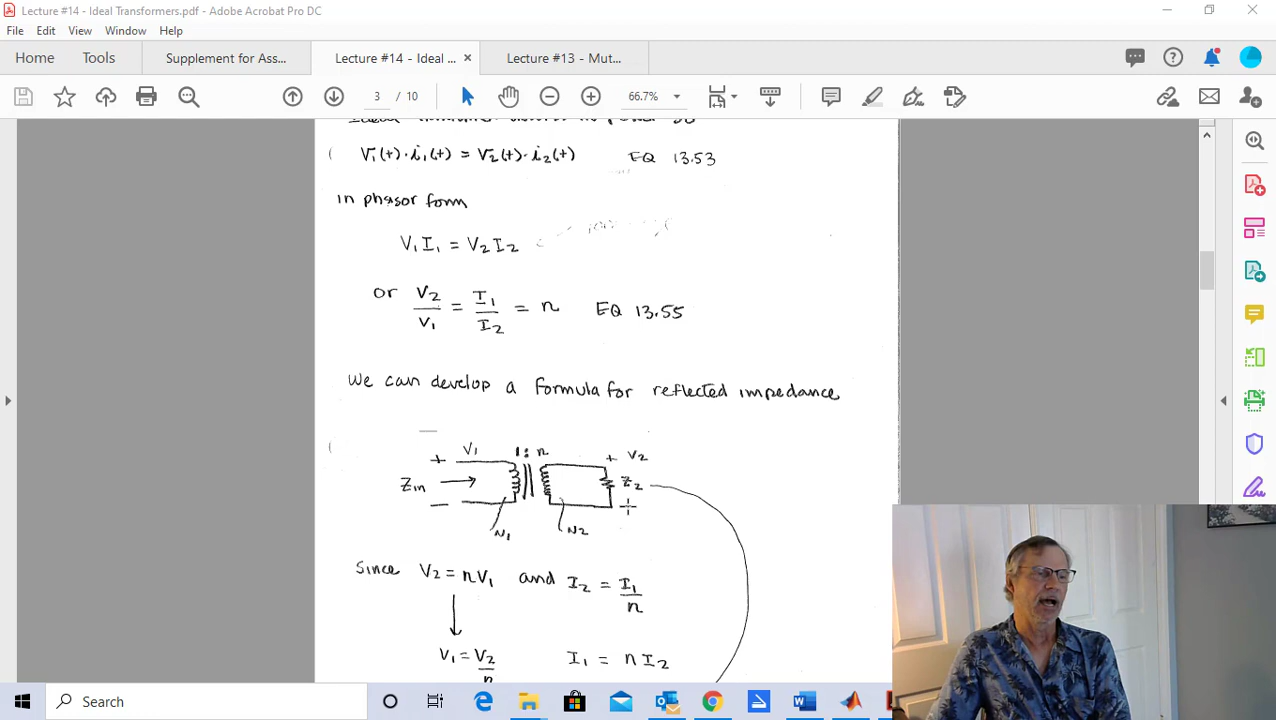 Lecture #14 - Ideal Transformers.pdf - Adobe Acrobat Pro DC
File Edit View Window Help
Home Tools Supplement for Ass... Lecture #14 - Ideal ... × Lecture #13 - Mut...
3 / 10 66.7%
V1(t)·i1(t) = V2(t)·i2(t) EQ 13.53
in phasor form
V1I1 = V2I2
or V2/V1 = I1/I2 = n EQ 13.55
We can develop a formula for reflected impedance
V1 1:n + V2
+
Zin Z2
N1 N2
Since V2 = nV1 and I2 = I1/n
V1 = V2/n I1 = nI2
Search